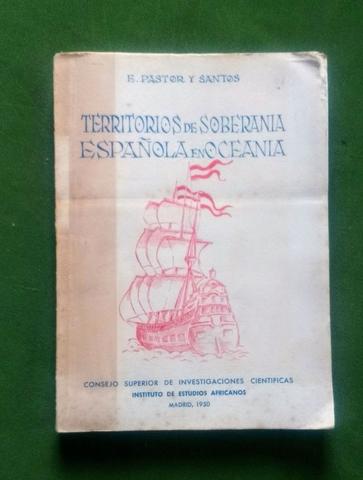 E. PASTOR Y SANTOS
TERRITORIOS DE SOBERANIA
ESPAÑOLA EN OCEANIA
CONSEJO SUPERIOR DE INVESTIGACIONES CIENTIFICAS
INSTITUTO DE ESTUDIOS AFRICANOS
MADRID, 1950